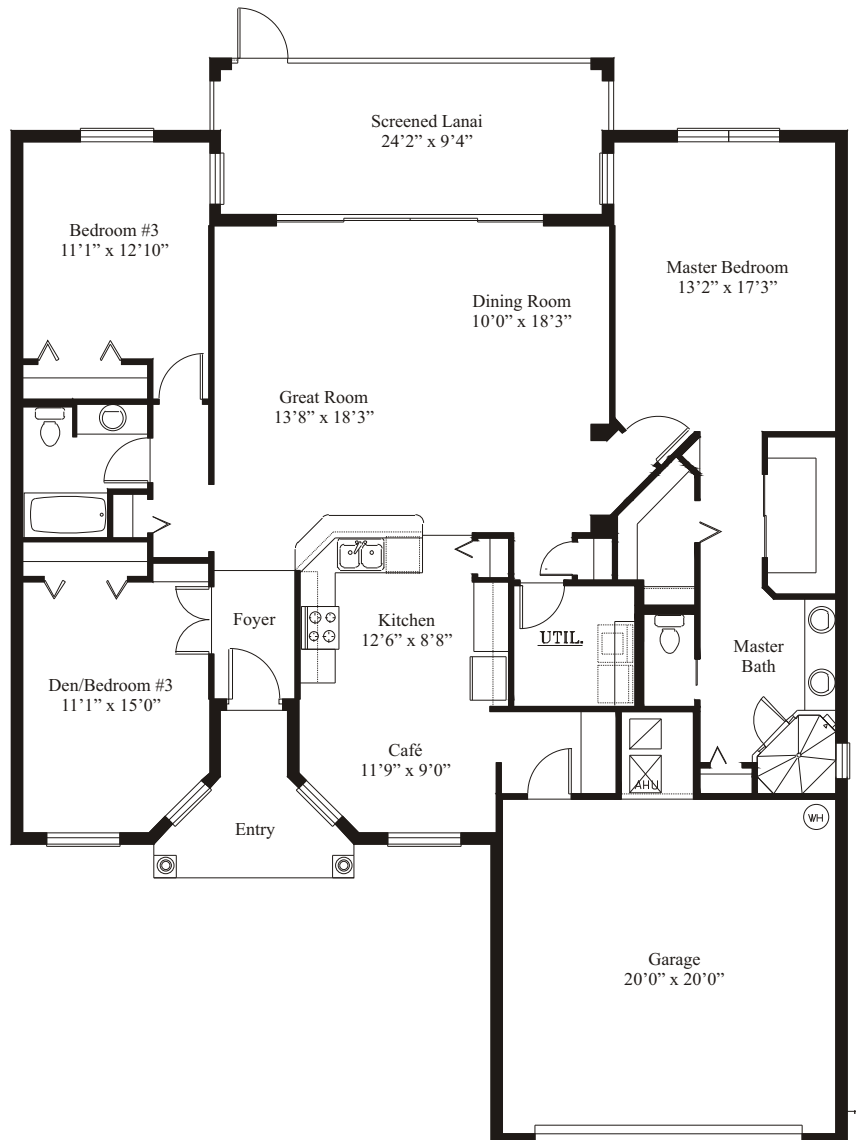 Screened Lanai
24’2” x 9’4”
Bedroom #3
11’1” x 12’10”
Master Bedroom
13’2” x 17’3”
Dining Room
10’0” x 18’3”
Great Room
13’8” x 18’3”
Foyer
Kitchen
12’6” x 8’8”
UTIL.
Master
Bath
Den/Bedroom #3
11’1” x 15’0”
Café
11’9” x 9’0”
AHU
Entry
WH
Garage
20’0” x 20’0”